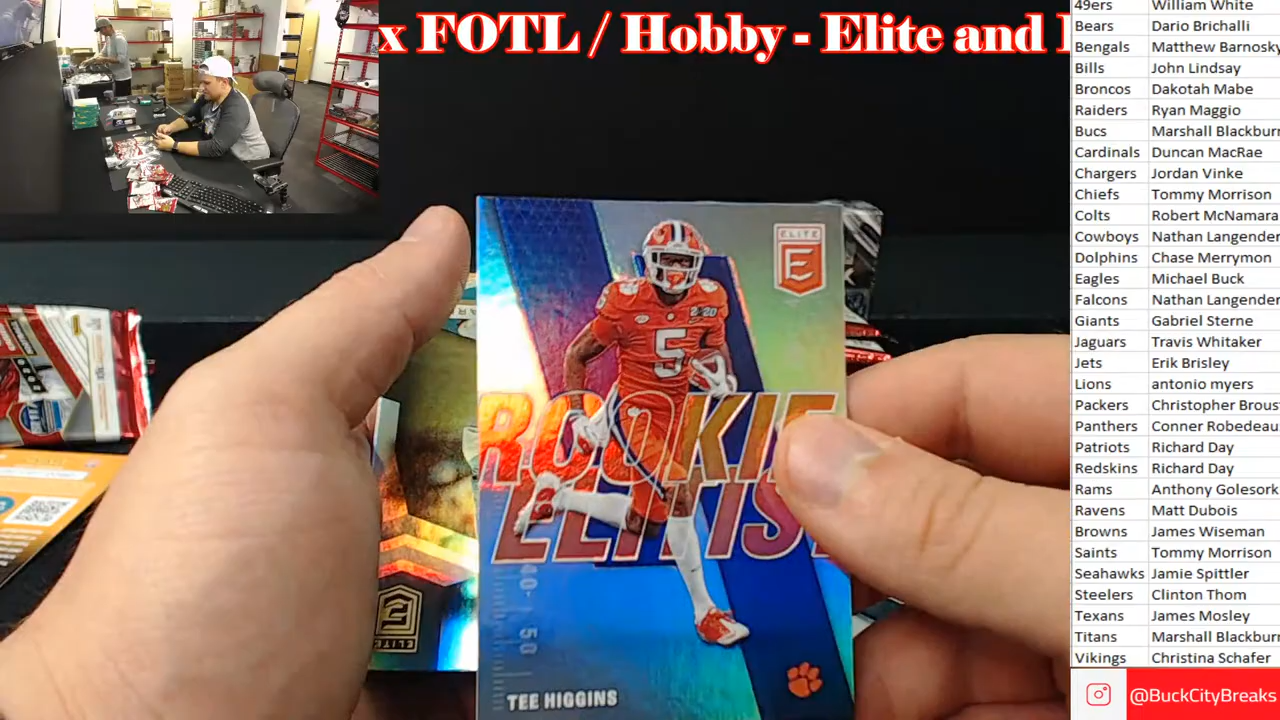 x FOTL / Hobby - Elite and
49ers William White
Bears Dario Brichalli
Bengals Matthew Barnosky
Bills John Lindsay
Broncos Dakotah Mabe
Raiders Ryan Maggio
Bucs Marshall Blackburn
Cardinals Duncan MacRae
Chargers Jordan Vinke
Chiefs Tommy Morrison
Colts Robert McNamara
Cowboys Nathan Langender
Dolphins Chase Merrymon
Eagles Michael Buck
Falcons Nathan Langender
Giants Gabriel Sterne
Jaguars Travis Whitaker
Jets Erik Brisley
Lions antonio myers
Packers Christopher Brous
Panthers Conner Robedeau
Patriots Richard Day
Redskins Richard Day
Rams Anthony Golesork
Ravens Matt Dubois
Browns James Wiseman
Saints Tommy Morrison
Seahawks Jamie Spittler
Steelers Clinton Thom
Texans James Mosley
Titans Marshall Blackburn
Vikings Christina Schafer
@BuckCityBreaks
ELITE
E
2020
5
ROOKIE
ELITIST
40
50
TEE HIGGINS
ELITE